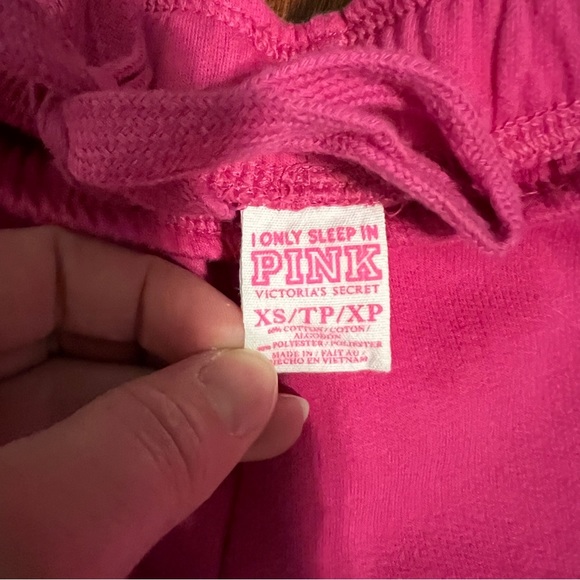 I ONLY SLEEP IN
PINK
VICTORIA'S SECRET
XS/TP/XP
COTTON/COTON/
ALGODON
POLYESTER/POLIESTER
MADE IN/FAIT AU/
HECHO EN VIETNAM